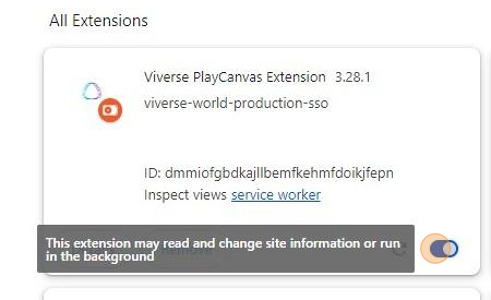 All Extensions
Viverse PlayCanvas Extension 3.28.1
viverse-world-production-sso
ID: dmmiofgbdkajllbemfkehmfdoikjfepn
Inspect views service worker
This extension may read and change site information or run
in the background